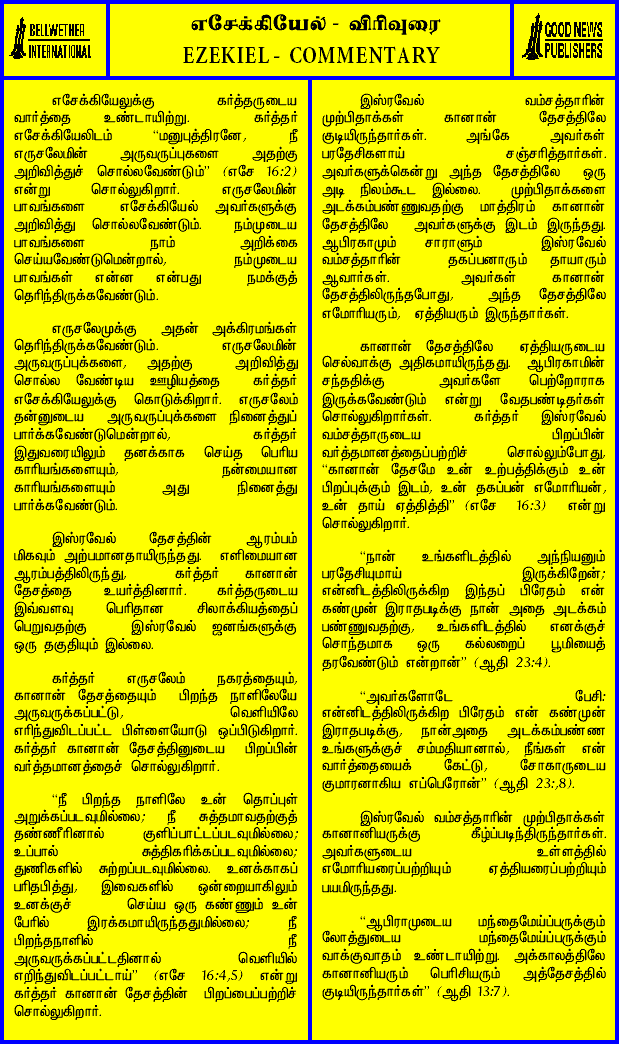 BELLWETHER
INTERNATIONAL
எசேக்கியேல் - விரிவுரை
EZEKIEL - COMMENTARY
GOOD NEWS
PUBLISHERS
எசேக்கியேலுக்கு கர்த்தருடைய
வார்த்தை உண்டாயிற்று. கர்த்தர்
எசேக்கியேலிடம் “மனுபுத்திரனே, நீ
எருசலேமின் அருவருப்புகளை அதற்கு
அறிவித்துச் சொல்லவேண்டும்” (எசே 16:2)
என்று சொல்லுகிறார். எருசலேமின்
பாவங்களை எசேக்கியேல் அவர்களுக்கு
அறிவித்து சொல்லவேண்டும். நம்முடைய
பாவங்களை நாம் அறிக்கை
செய்யவேண்டுமென்றால், நம்முடைய
பாவங்கள் என்ன என்பது நமக்குத்
தெரிந்திருக்கவேண்டும்.
எருசலேமுக்கு அதன் அக்கிரமங்கள்
தெரிந்திருக்கவேண்டும். எருசலேமின்
அருவருப்புக்களை, அதற்கு அறிவித்து
சொல்ல வேண்டிய ஊழியத்தை கர்த்தர்
எசேக்கியேலுக்கு கொடுக்கிறார். எருசலேம்
தன்னுடைய அருவருப்புக்களை நினைத்துப்
பார்க்கவேண்டுமென்றால், கர்த்தர்
இதுவரையிலும் தனக்காக செய்த பெரிய
காரியங்களையும், நன்மையான
காரியங்களையும் அது நினைத்து
பார்க்கவேண்டும்.
இஸ்ரவேல் தேசத்தின் ஆரம்பம்
மிகவும் அற்பமானதாயிருந்தது. எளிமையான
ஆரம்பத்திலிருந்து, கர்த்தர் கானான்
தேசத்தை உயர்த்தினார். கர்த்தருடைய
இவ்வளவு பெரிதான சிலாக்கியத்தைப்
பெறுவதற்கு இஸ்ரவேல் ஜனங்களுக்கு
ஒரு தகுதியும் இல்லை.
கர்த்தர் எருசலேம் நகரத்தையும்,
கானான் தேசத்தையும் பிறந்த நாளிலேயே
அருவருக்கப்பட்டு, வெளியிலே
எரிந்துவிடப்பட்ட பிள்ளையோடு ஒப்பிடுகிறார்.
கர்த்தர் கானான் தேசத்தினுடைய பிறப்பின்
வர்த்தமானத்தைச் சொல்லுகிறார்.
“நீ பிறந்த நாளிலே உன் தொப்புள்
அறுக்கப்படவுமில்லை; நீ சுத்தமாவதற்குத்
தண்ணீரினால் குளிப்பாட்டப்படவுமில்லை;
உப்பால் சுத்திகரிக்கப்படவுமில்லை;
துணிகளில் சுற்றப்படவுமில்லை. உனக்காகப்
பரிதபித்து, இவைகளில் ஒன்றையாகிலும்
உனக்குச் செய்ய ஒரு கண்ணும் உன்
பேரில் இரக்கமாயிருந்ததுமில்லை; நீ
பிறந்தநாளில் நீ
அருவருக்கப்பட்டதினால் வெளியில்
எறிந்துவிடப்பட்டாய்” (எசே 16:4,5) என்று
கர்த்தர் கானான் தேசத்தின் பிறப்பைப்பற்றிச்
சொல்லுகிறார்.
இஸ்ரவேல் வம்சத்தாரின்
முற்பிதாக்கள் கானான் தேசத்திலே
குடியிருந்தார்கள். அங்கே அவர்கள்
பரதேசிகளாய் சஞ்சரித்தார்கள்.
அவர்களுக்கென்று அந்த தேசத்திலே ஒரு
அடி நிலம்கூட இல்லை. முற்பிதாக்களை
அடக்கம்பண்ணுவதற்கு மாத்திரம் கானான்
தேசத்திலே அவர்களுக்கு இடம் இருந்தது.
ஆபிரகாமும் சாராளும் இஸ்ரவேல்
வம்சத்தாரின் தகப்பனாரும் தாயாரும்
ஆவார்கள். அவர்கள் கானான்
தேசத்திலிருந்தபோது, அந்த தேசத்திலே
எமோரியரும், ஏத்தியரும் இருந்தார்கள்.
கானான் தேசத்திலே ஏத்தியருடைய
செல்வாக்கு அதிகமாயிருந்தது. ஆபிரகாமின்
சந்ததிக்கு அவர்களே பெற்றோராக
இருக்கவேண்டும் என்று வேதபண்டிதர்கள்
சொல்லுகிறார்கள். கர்த்தர் இஸ்ரவேல்
வம்சத்தாருடைய பிறப்பின்
வர்த்தமானத்தைப்பற்றிச் சொல்லும்போது,
“கானான் தேசமே உன் உற்பத்திக்கும் உன்
பிறப்புக்கும் இடம், உன் தகப்பன் எமோரியன்,
உன் தாய் ஏத்தித்தி” (எசே 16:3) என்று
சொல்லுகிறார்.
“நான் உங்களிடத்தில் அந்நியனும்
பரதேசியுமாய் இருக்கிறேன்;
என்னிடத்திலிருக்கிற இந்தப் பிரேதம் என்
கண்முன் இராதபடிக்கு நான் அதை அடக்கம்
பண்ணுவதற்கு, உங்களிடத்தில் எனக்குச்
சொந்தமாக ஒரு கல்லறைப் பூமியைத்
தரவேண்டும் என்றான்” (ஆதி 23:4).
“அவர்களோடே பேசி:
என்னிடத்திலிருக்கிற பிரேதம் என் கண்முன்
இராதபடிக்கு, நான்அதை அடக்கம்பண்ண
உங்களுக்குச் சம்மதியானால், நீங்கள் என்
வார்த்தையைக் கேட்டு, சோகாருடைய
குமாரனாகிய எப்பெரோன்” (ஆதி 23:,8).
இஸ்ரவேல் வம்சத்தாரின் முற்பிதாக்கள்
கானானியருக்கு கீழ்ப்படிந்திருந்தார்கள்.
அவர்களுடைய உள்ளத்தில்
எமோரியரைப்பற்றியும் ஏத்தியரைப்பற்றியும்
பயமிருந்தது.
“ஆபிராமுடைய மந்தைமேய்ப்பருக்கும்
லோத்துடைய மந்தைமேய்ப்பருக்கும்
வாக்குவாதம் உண்டாயிற்று. அக்காலத்திலே
கானானியரும் பெரிசியரும் அத்தேசத்தில்
குடியிருந்தார்கள்” (ஆதி 13:7).